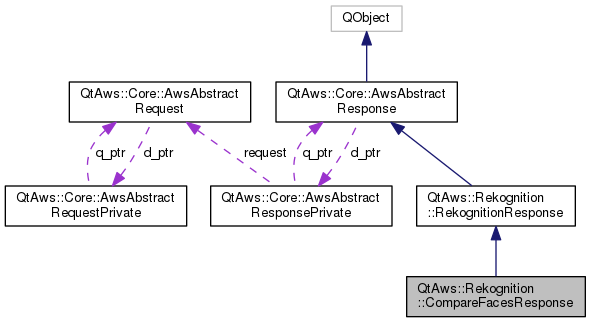 QObject
QtAws::Core::AwsAbstract
Request
QtAws::Core::AwsAbstract
Response
q_ptr
d_ptr
request
q_ptr
d_ptr
QtAws::Core::AwsAbstract
RequestPrivate
QtAws::Core::AwsAbstract
ResponsePrivate
QtAws::Rekognition
::RekognitionResponse
QtAws::Rekognition
::CompareFacesResponse